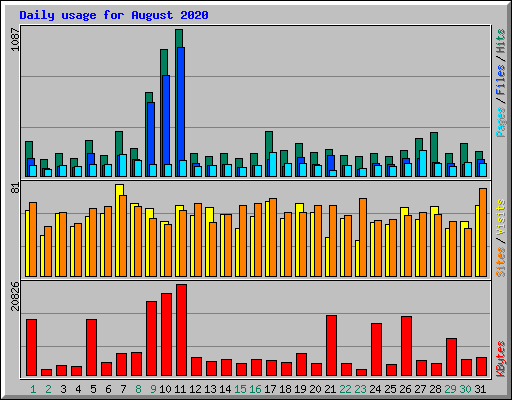 Daily usage for August 2020
1087
Pages / Files / Hits
81
Sites / Visits
20826
KBytes
1 2 3 4 5 6 7 8 9 10 11 12 13 14 15 16 17 18 19 20 21 22 23 24 25 26 27 28 29 30 31